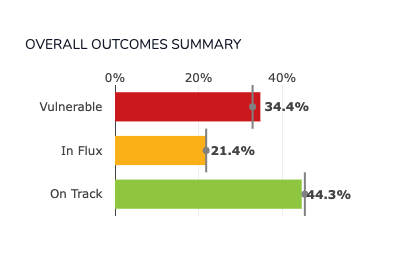 OVERALL OUTCOMES SUMMARY
0% 20% 40%
Vulnerable 34.4%
In Flux 21.4%
On Track 44.3%